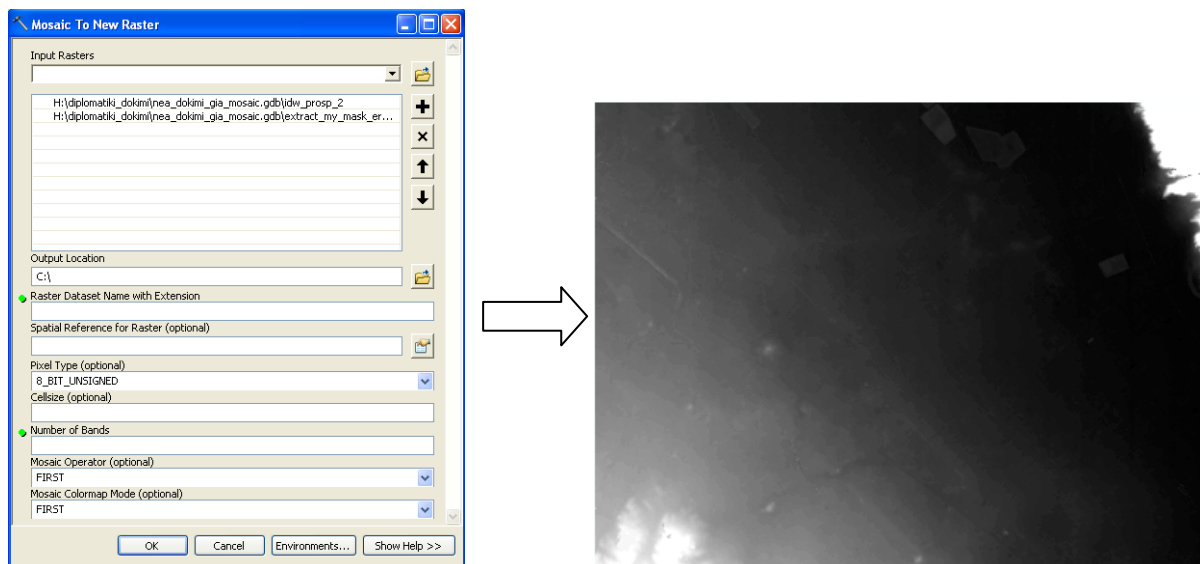 Mosaic To New Raster
Input Rasters
H:\diplomatiki_dokimi\nea_dokimi_gia_mosaic.gdb\idw_prosp_2
H:\diplomatiki_dokimi\nea_dokimi_gia_mosaic.gdb\extract_my_mask_er...
Output Location
C:\
Raster Dataset Name with Extension
Spatial Reference for Raster (optional)
Pixel Type (optional)
8_BIT_UNSIGNED
Cellsize (optional)
Number of Bands
Mosaic Operator (optional)
FIRST
Mosaic Colormap Mode (optional)
FIRST
OK Cancel Environments... Show Help >>